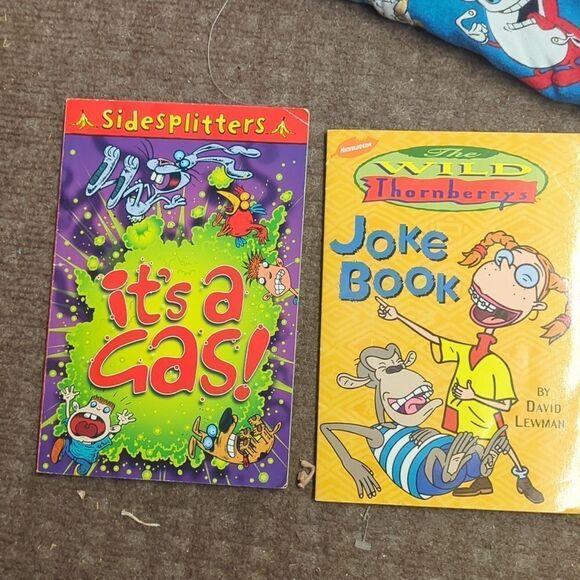 Sidesplitters
it's a
Gas!
NICKELODEON
The
WILD
Thornberrys
JOKE
BOOK
BY
DAVID
LEWMAN